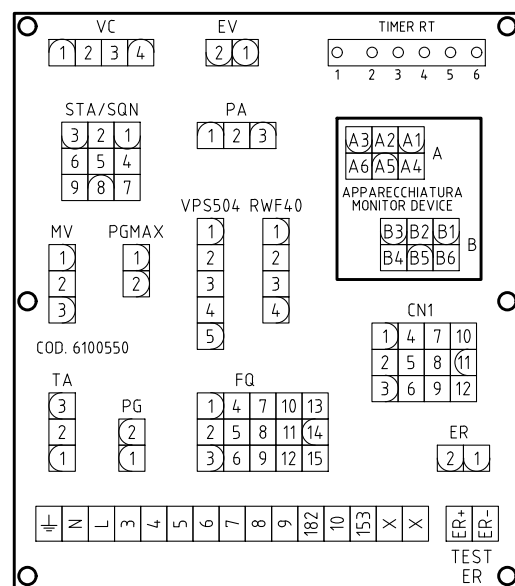 VC
1 2 3 4
EV
2 1
TIMER RT
1 2 3 4 5 6
STA/SQN
3 2 1
6 5 4
9 8 7
PA
1 2 3
A3 A2 A1
A6 A5 A4
A
APPARECCHIATURA
MONITOR DEVICE
B3 B2 B1
B4 B5 B6
B
MV
1
2
3
PGMAX
1
2
VPS504
1
2
3
4
5
RWF40
1
2
3
4
CN1
1 4 7 10
2 5 8 11
3 6 9 12
COD. 6100550
TA
3
2
1
PG
2
1
FQ
1 4 7 10 13
2 5 8 11 14
3 6 9 12 15
ER
2 1
N L 3 4 5 6 7 8 9 182 10 153 X X
ER+ ER-
TEST
ER